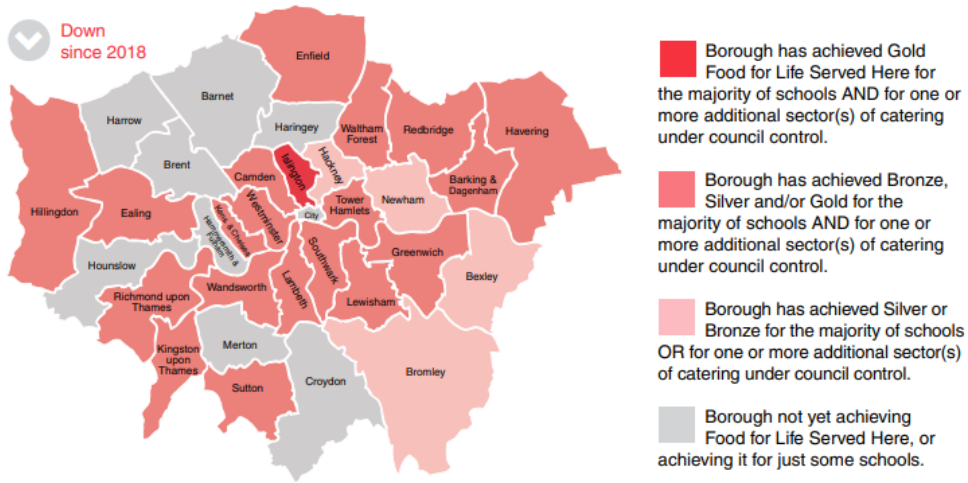 Down
since 2018
Enfield
Barnet
Harrow
Haringey
Waltham
Forest
Redbridge
Havering
Brent
Islington
Hackney
Camden
Barking &
Dagenham
Newham
Hillingdon
Ealing
Westminster
Tower
Hamlets
City
Kens & Chelsea
Hammersmith &
Fulham
Hounslow
Southwark
Greenwich
Bexley
Richmond upon
Thames
Wandsworth
Lambeth
Lewisham
Merton
Kingston
upon
Thames
Sutton
Croydon
Bromley
Borough has achieved Gold
Food for Life Served Here for
the majority of schools AND for one or
more additional sector(s) of catering
under council control.
Borough has achieved Bronze,
Silver and/or Gold for the
majority of schools AND for one or
more additional sector(s) of catering
under council control.
Borough has achieved Silver or
Bronze for the majority of schools
OR for one or more additional sector(s)
of catering under council control.
Borough not yet achieving
Food for Life Served Here, or
achieving it for just some schools.